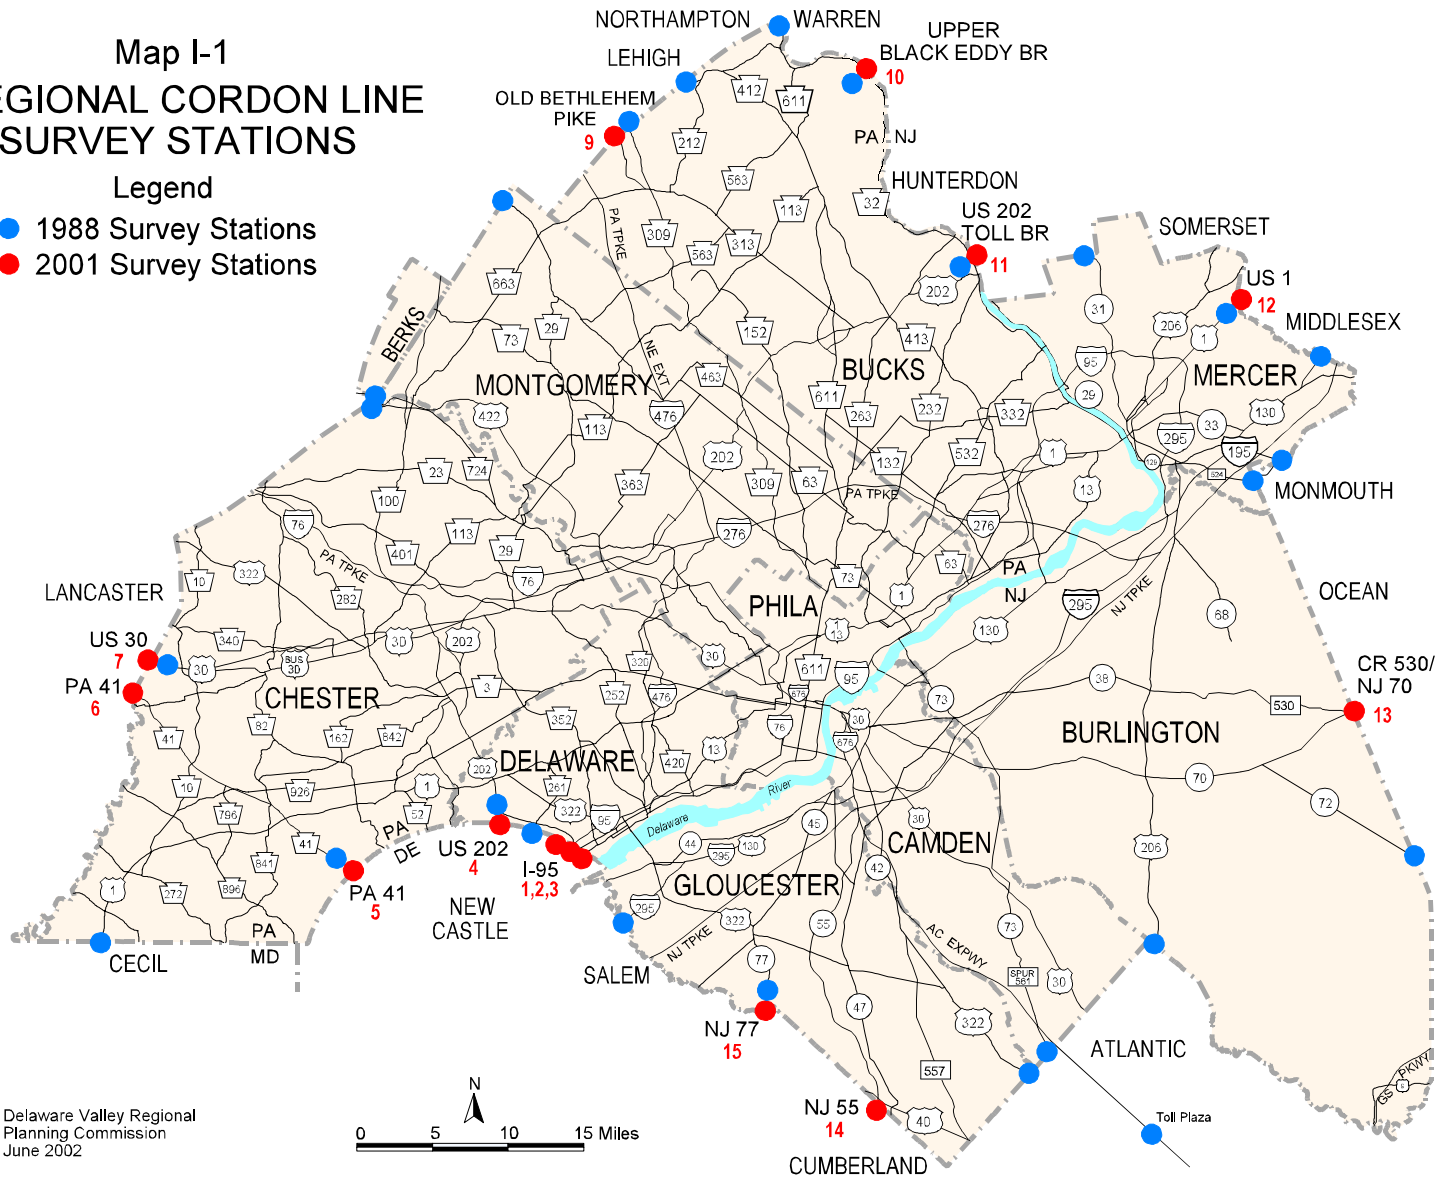 Map I-1
EGIONAL CORDON LINE
SURVEY STATIONS
Legend
1988 Survey Stations
2001 Survey Stations
NORTHAMPTON
WARREN
UPPER
BLACK EDDY BR
10
LEHIGH
412
611
OLD BETHLEHEM
PIKE
9
212
PA NJ
563
HUNTERDON
32
113
US 202
TOLL BR
11
SOMERSET
PA TPKE
309
563
313
202
US 1
12
663
31
206
1
MIDDLESEX
BERKS
73
29
152
413
95
NE EXT
MONTGOMERY
463
BUCKS
MERCER
611
29
130
422
476
263
232
332
33
113
295
195
202
1
132
532
23
724
363
309
63
129
524
MONMOUTH
100
PA TPKE
13
76
113
276
276
401
29
PA TPKE
76
73
63
PA
NJ
10
322
282
LANCASTER
PHILA
1
295
NJ TPKE
OCEAN
340
30
202
1
13
130
68
US 30
7
30
BUS
30
320
30
611
CR 530/
NJ 70
13
PA 41
6
CHESTER
3
252
476
676
95
73
38
530
41
82
162
842
352
13
76
30
676
BURLINGTON
202
DELAWARE
420
70
10
926
1
261
River
72
796
52
322
95
Delaware
45
30
PA
DE
US 202
4
44
295
130
CAMDEN
206
41
841
I-95
1,2,3
42
1
272
896
PA 41
5
NEW
CASTLE
GLOUCESTER
295
322
55
73
PA
MD
NJ TPKE
AC EXPWY
CECIL
SALEM
77
SPUR
561
30
47
322
NJ 77
15
ATLANTIC
557
GS PKWY
N
NJ 55
14
40
Toll Plaza
Delaware Valley Regional
Planning Commission
June 2002
0 5 10 15 Miles
CUMBERLAND